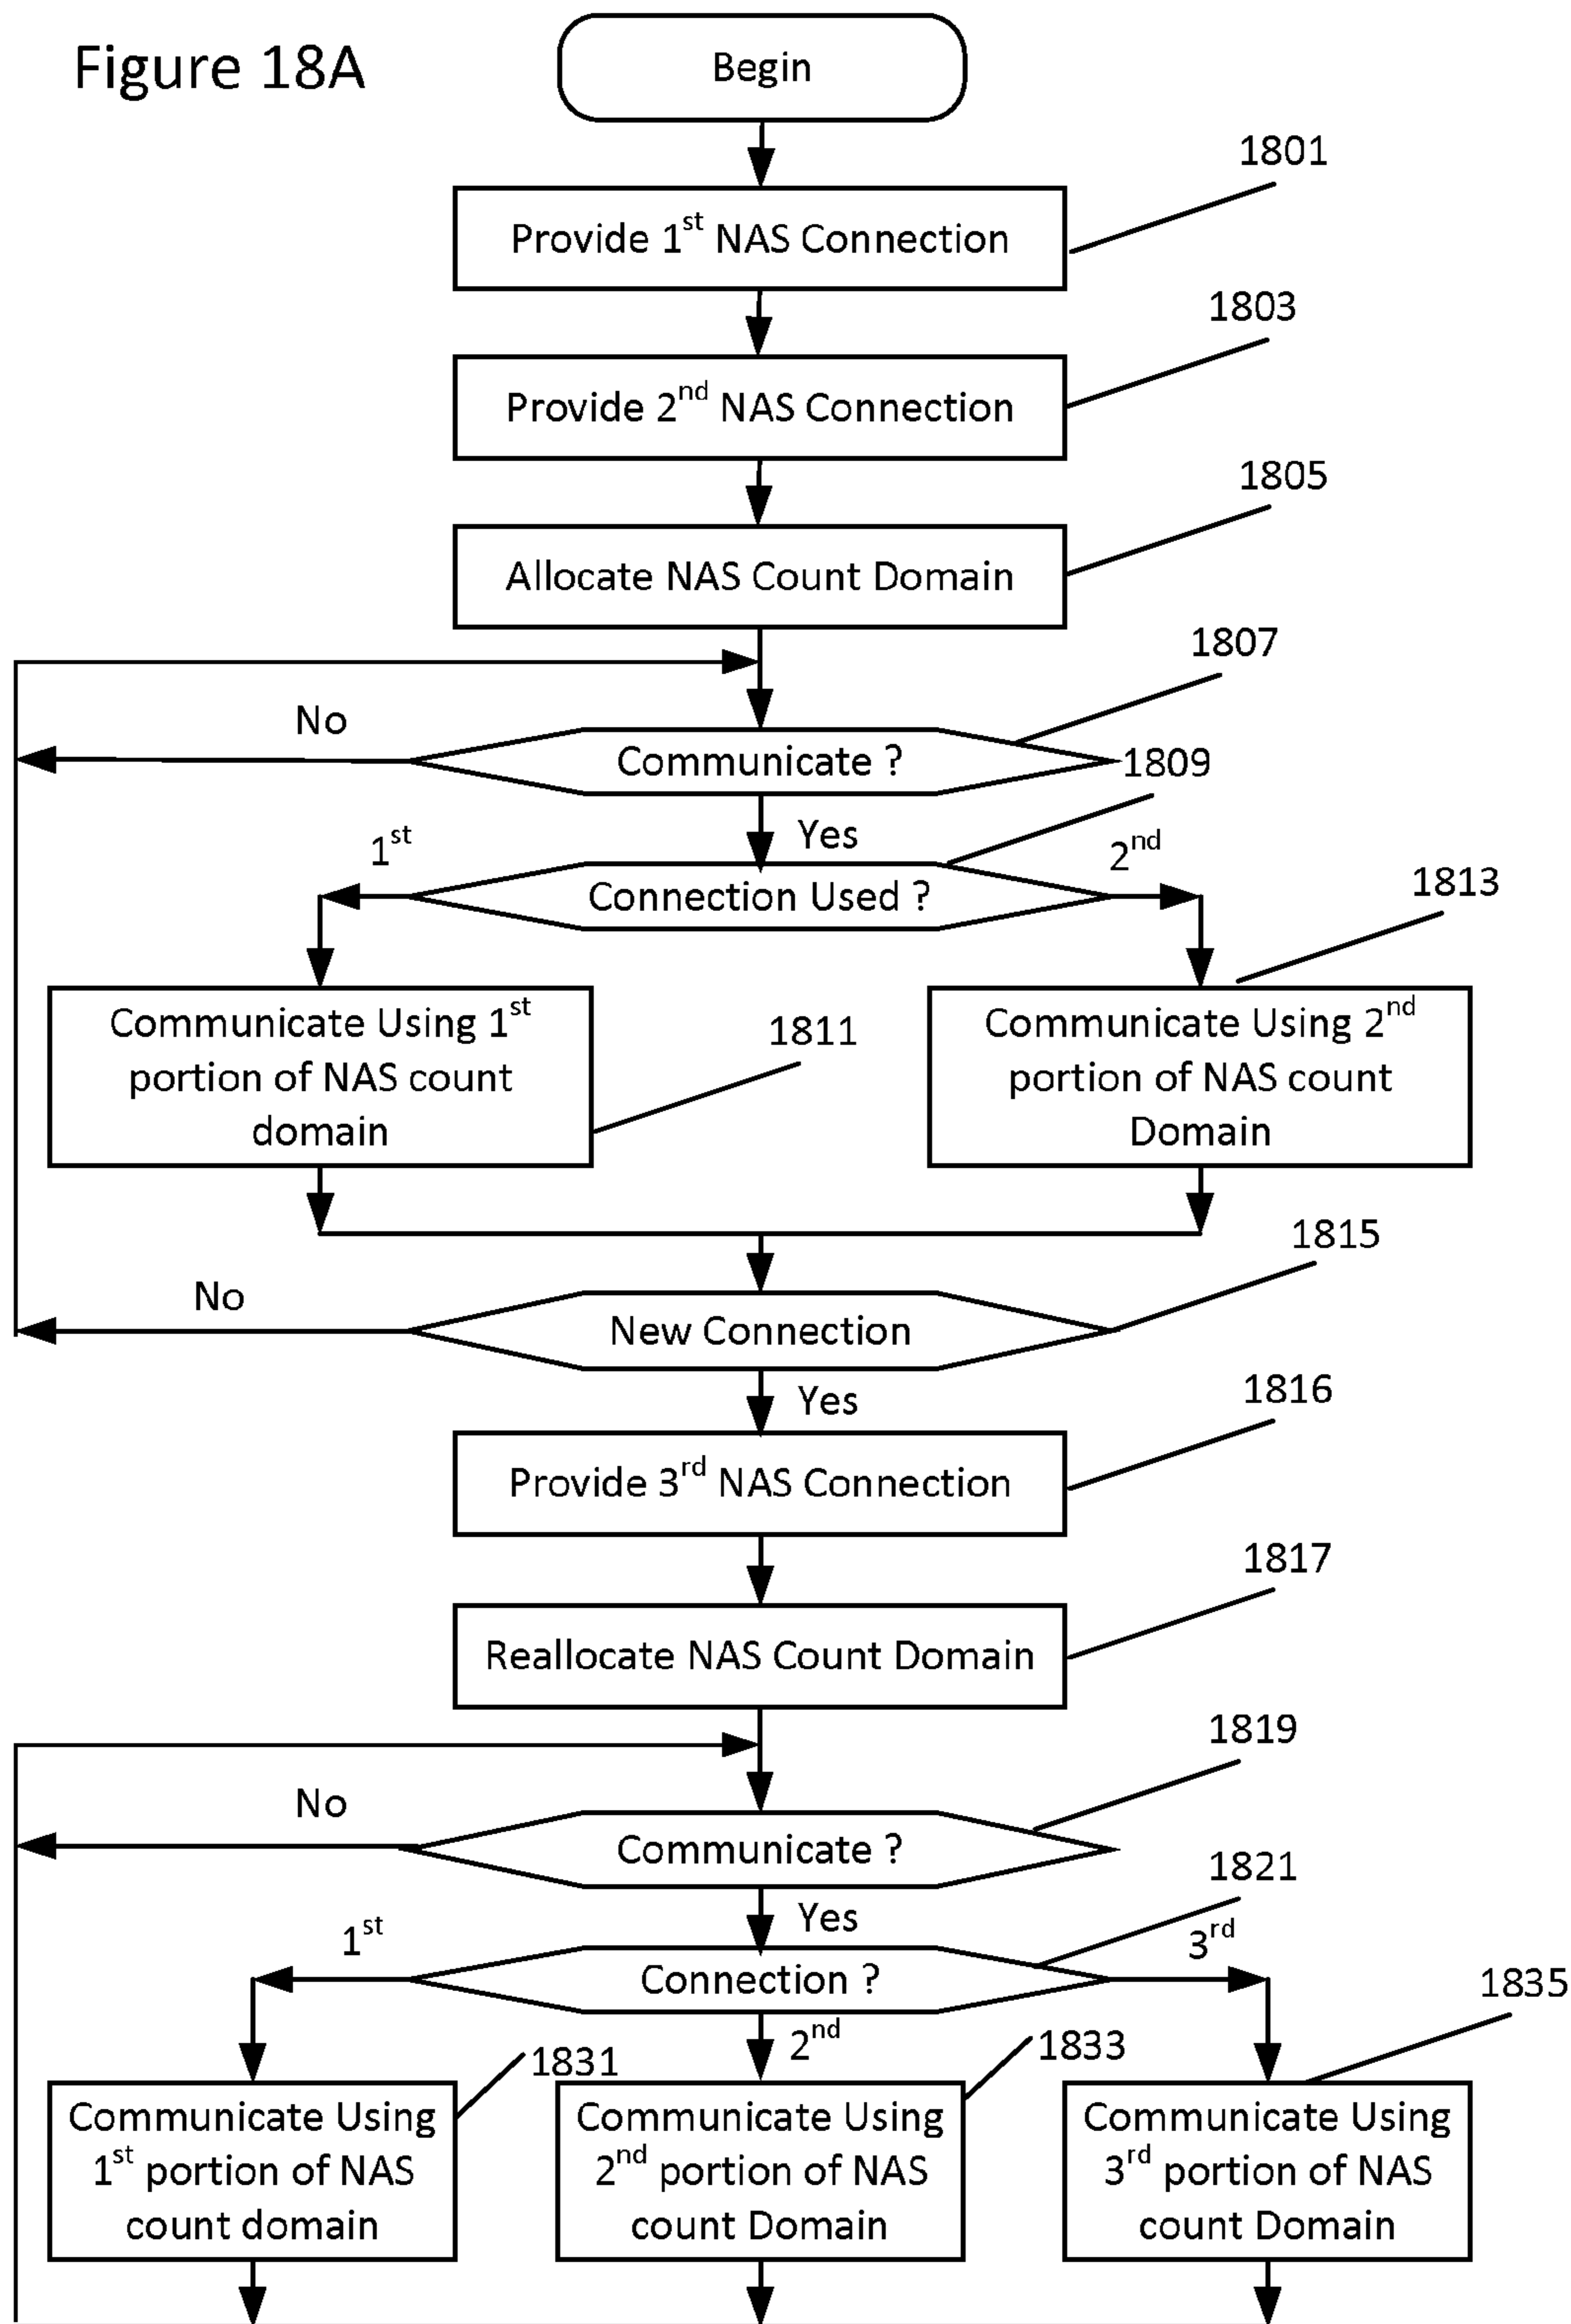 Figure 18A
Begin
1801
Provide 1st NAS Connection
1803
Provide 2nd NAS Connection
1805
Allocate NAS Count Domain
1807
No
Communicate ?
1809
Yes
1st
2nd
Connection Used ?
1813
Communicate Using 1st
portion of NAS count
domain
1811
Communicate Using 2nd
portion of NAS count
Domain
1815
No
New Connection
Yes
1816
Provide 3rd NAS Connection
1817
Reallocate NAS Count Domain
1819
No
Communicate ?
1821
Yes
1st
3rd
Connection ?
1835
2nd
1831
1833
Communicate Using
1st portion of NAS
count domain
Communicate Using
2nd portion of NAS
count Domain
Communicate Using
3rd portion of NAS
count Domain